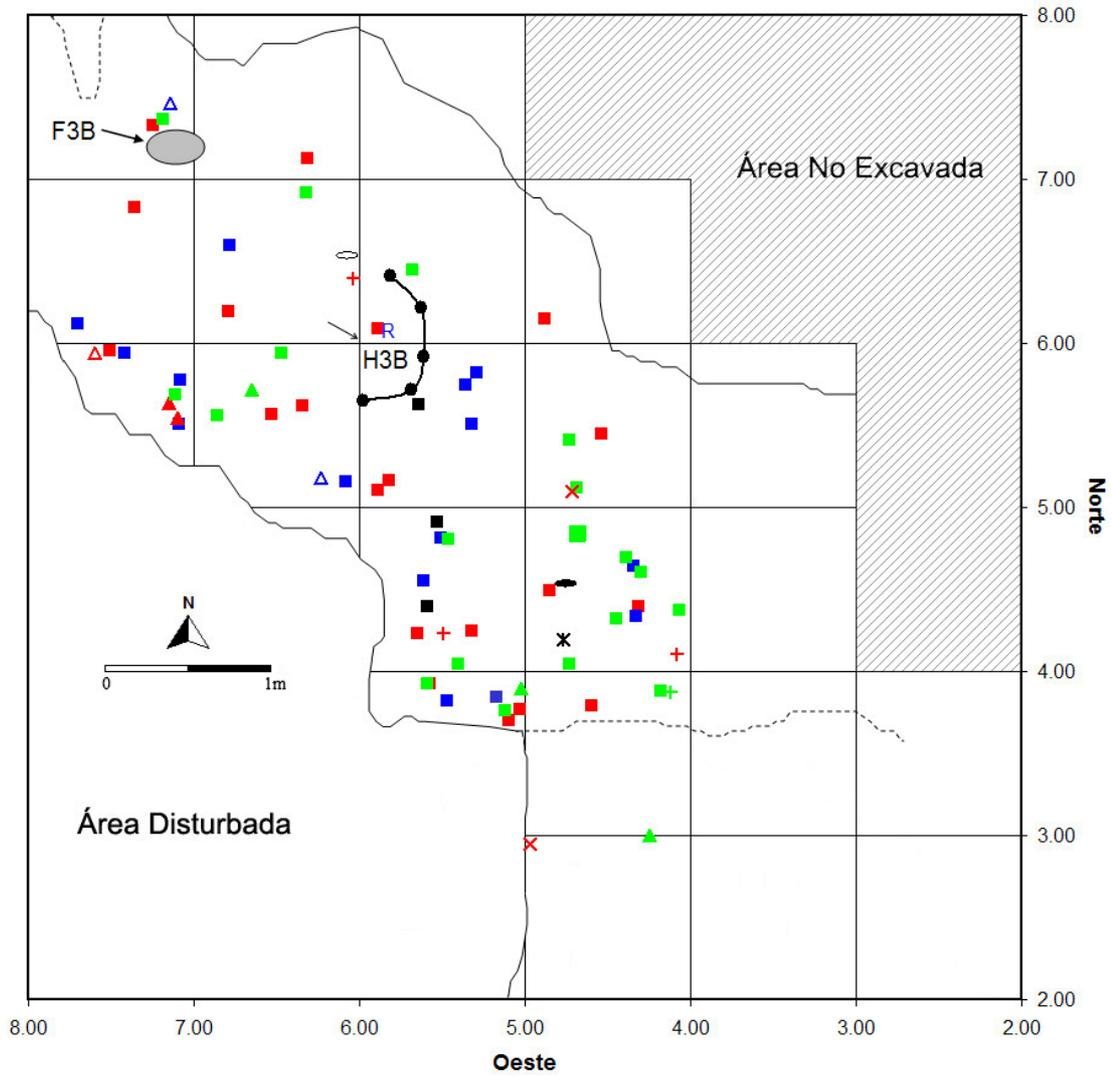 8.00
F3B
Área No Excavada
7.00
R
H3B
6.00
5.00
Norte
N
0 1m
4.00
Área Disturbada
3.00
2.00
8.00 7.00 6.00 5.00 4.00 3.00 2.00
Oeste